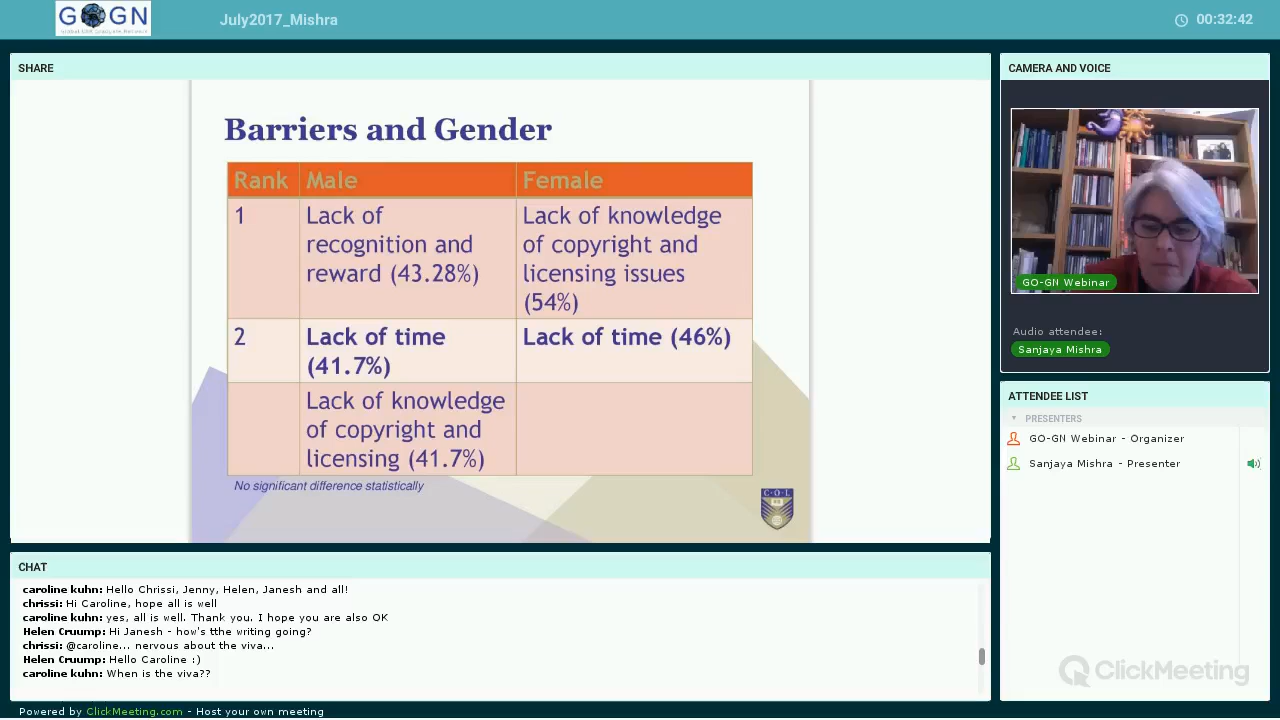 GO GN
July2017_Mishra
00:32:42
SHARE
Barriers and Gender
Rank Male Female
1 Lack of recognition and reward (43.28%) Lack of knowledge of copyright and licensing issues (54%)
2 Lack of time (41.7%) Lack of time (46%)
Lack of knowledge of copyright and licensing (41.7%)
No significant difference statistically
C·O·L
CAMERA AND VOICE
GO-GN Webinar
Audio attendee:
Sanjaya Mishra
ATTENDEE LIST
PRESENTERS
GO-GN Webinar - Organizer
Sanjaya Mishra - Presenter
CHAT
caroline kuhn: Hello Chrissi, Jenny, Helen, Janesh and all!
chrissi: Hi Caroline, hope all is well
caroline kuhn: yes, all is well. Thank you. I hope you are also OK
Helen Cruump: Hi Janesh - how's tthe writing going?
chrissi: @caroline... nervous about the viva...
Helen Cruump: Hello Caroline :)
caroline kuhn: When is the viva??
ClickMeeting
Powered by ClickMeeting.com - Host your own meeting